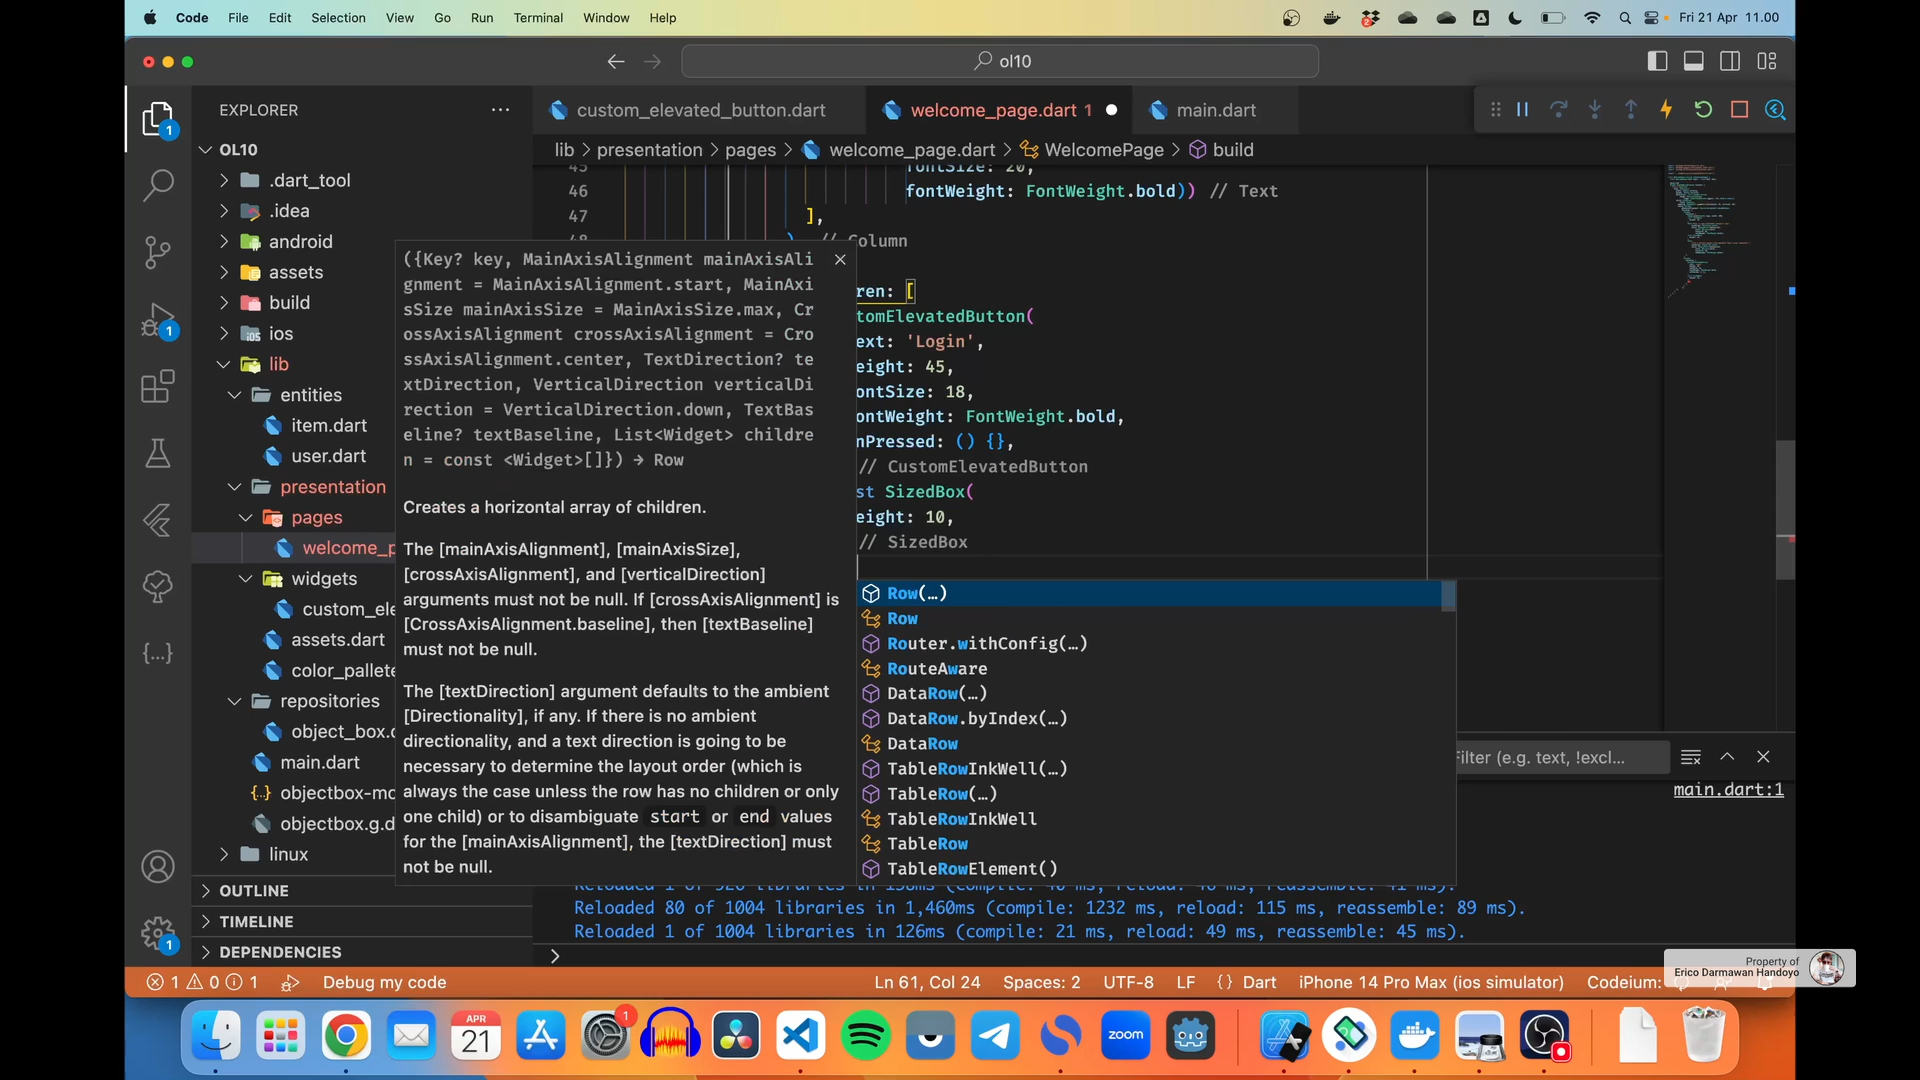 Code File Edit Selection View Go Run Terminal Window Help
2
Fri 21 Apr 11.00
ol10
EXPLORER
custom_elevated_button.dart
welcome_page.dart 1
main.dart
1
OL10
lib > presentation > pages > welcome_page.dart > WelcomePage > build
.dart_tool
.idea
android
assets
build
ios
lib
entities
item.dart
user.dart
presentation
pages
welcome_p
widgets
custom_ele
assets.dart
color_pallete
repositories
object_box.d
main.dart
objectbox-mo
objectbox.g.d
linux
OUTLINE
TIMELINE
DEPENDENCIES
1
1
45 fontSize: 20,
46 fontWeight: FontWeight.bold)) // Text
47 ],
48 ) // Column
ren: [
tomElevatedButton(
ext: 'Login',
eight: 45,
ontSize: 18,
ontWeight: FontWeight.bold,
nPressed: () {},
// CustomElevatedButton
st SizedBox(
eight: 10,
// SizedBox
({Key? key, MainAxisAlignment mainAxisAli
gnment = MainAxisAlignment.start, MainAxi
sSize mainAxisSize = MainAxisSize.max, Cr
ossAxisAlignment crossAxisAlignment = Cro
ssAxisAlignment.center, TextDirection? te
xtDirection, VerticalDirection verticalDi
rection = VerticalDirection.down, TextBas
eline? textBaseline, List<Widget> childre
n = const <Widget>[]}) → Row
Creates a horizontal array of children.
The [mainAxisAlignment], [mainAxisSize],
[crossAxisAlignment], and [verticalDirection]
arguments must not be null. If [crossAxisAlignment] is
[CrossAxisAlignment.baseline], then [textBaseline]
must not be null.
The [textDirection] argument defaults to the ambient
[Directionality], if any. If there is no ambient
directionality, and a text direction is going to be
necessary to determine the layout order (which is
always the case unless the row has no children or only
one child) or to disambiguate start or end values
for the [mainAxisAlignment], the [textDirection] must
not be null.
Row(…)
Row
Router.withConfig(…)
RouteAware
DataRow(…)
DataRow.byIndex(…)
DataRow
TableRowInkWell(…)
TableRow(…)
TableRowInkWell
TableRow
TableRowElement()
Filter (e.g. text, !excl...
main.dart:1
Reloaded 80 of 1004 libraries in 1,460ms (compile: 1232 ms, reload: 115 ms, reassemble: 89 ms).
Reloaded 1 of 1004 libraries in 126ms (compile: 21 ms, reload: 49 ms, reassemble: 45 ms).
>
1 0 1 Debug my code
Ln 61, Col 24 Spaces: 2 UTF-8 LF {} Dart iPhone 14 Pro Max (ios simulator) Codeium:
Property of
Erico Darmawan Handoyo
APR
21
1
zoom